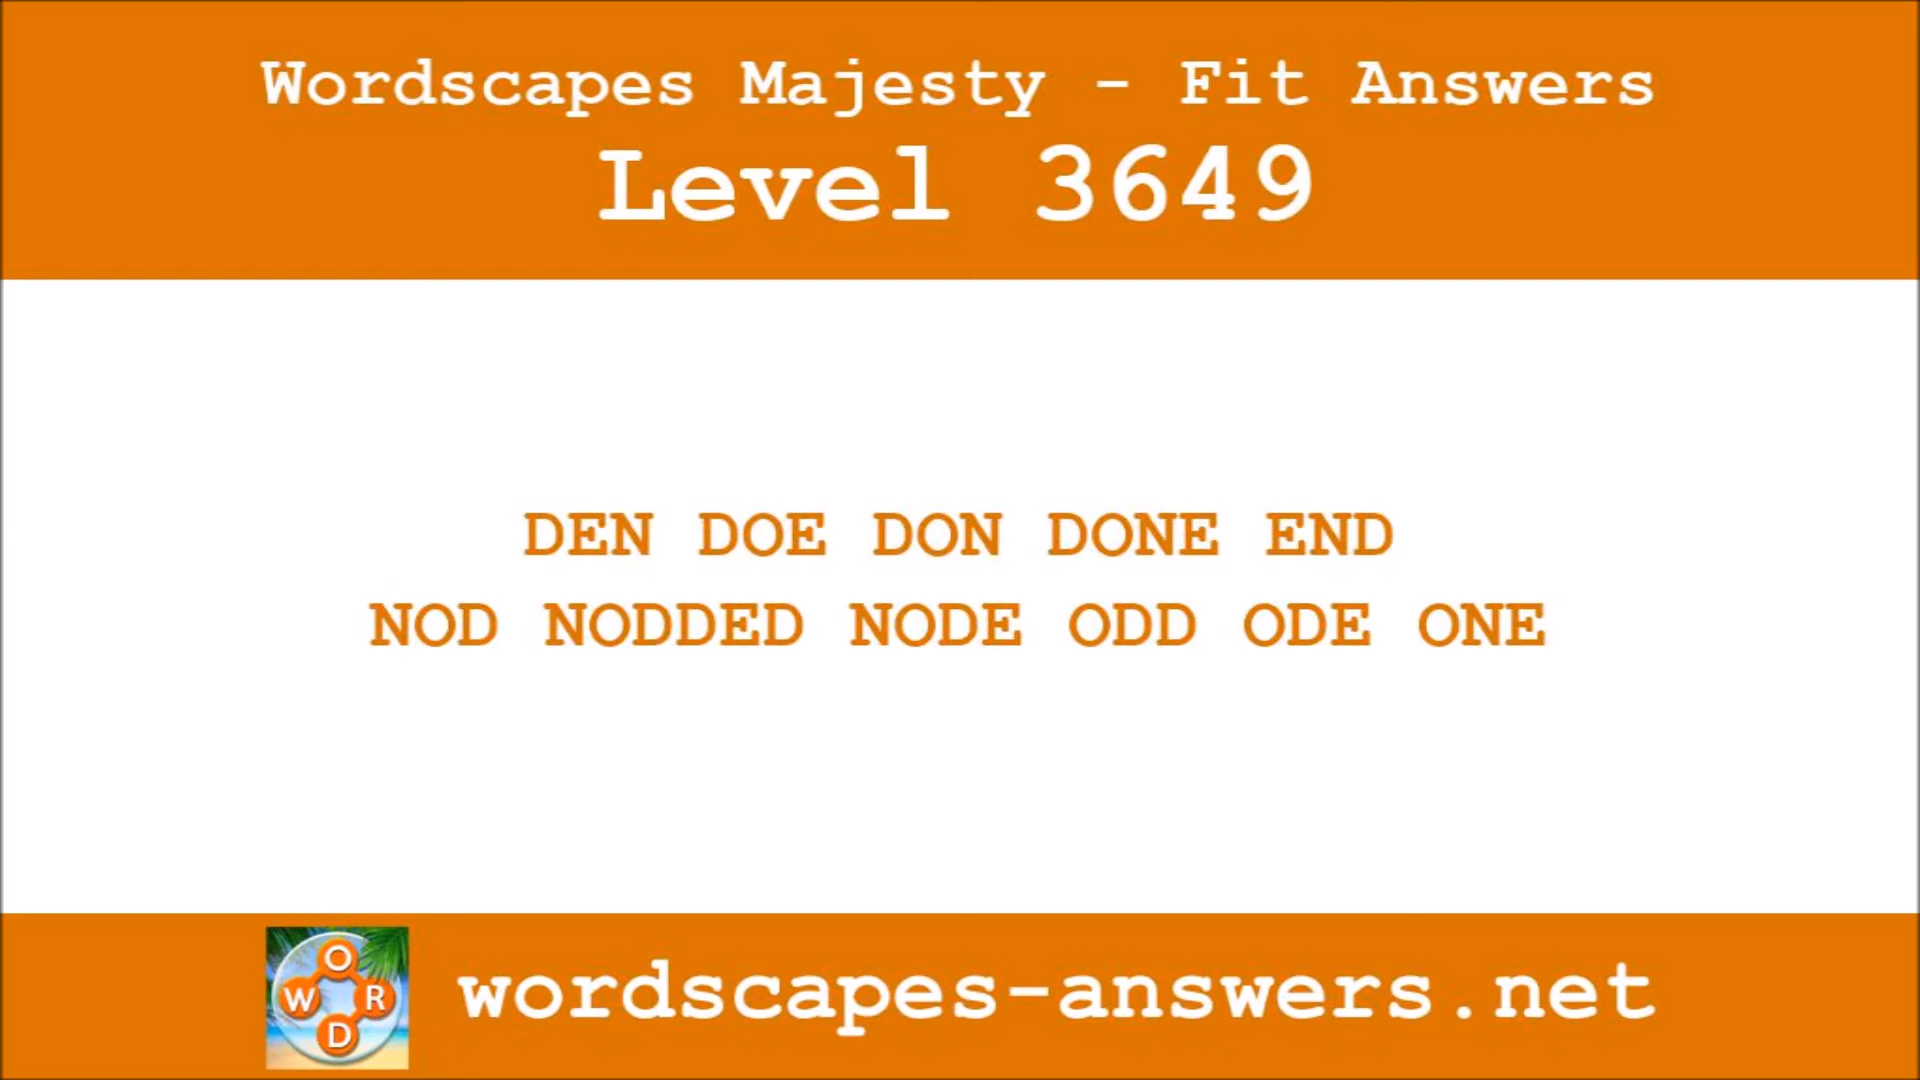 Wordscapes Majesty - Fit Answers
Level 3649
DEN DOE DON DONE END
NOD NODDED NODE ODD ODE ONE
O
W R
D
wordscapes-answers.net